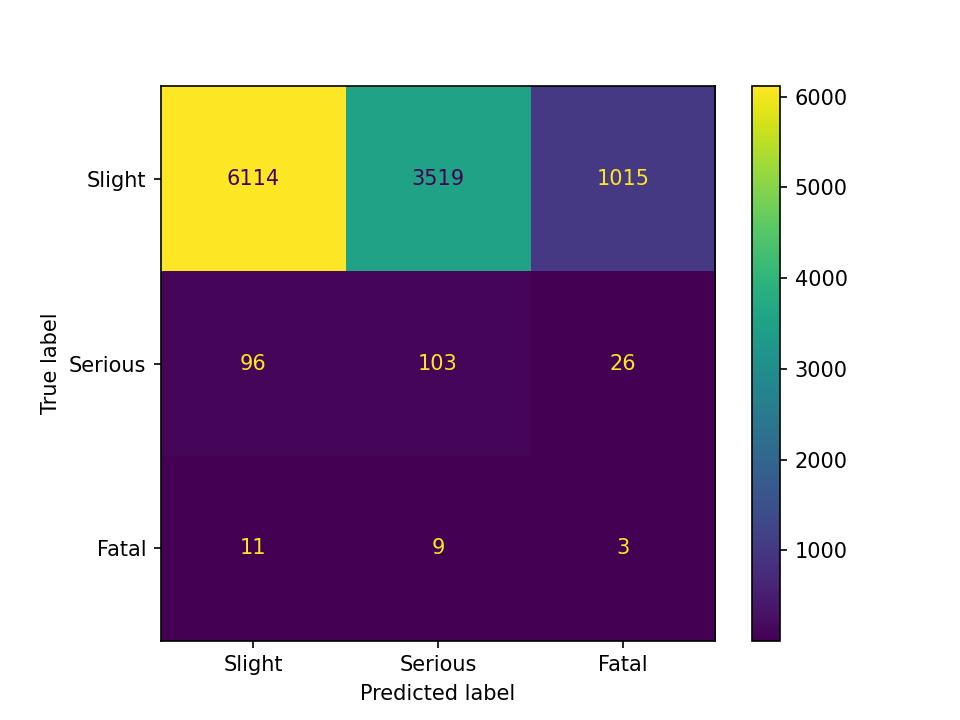 6000
Slight
6114
3519
1015
5000
4000
True label
Serious
96
103
26
3000
2000
Fatal
11
9
3
1000
Slight
Serious
Fatal
Predicted label